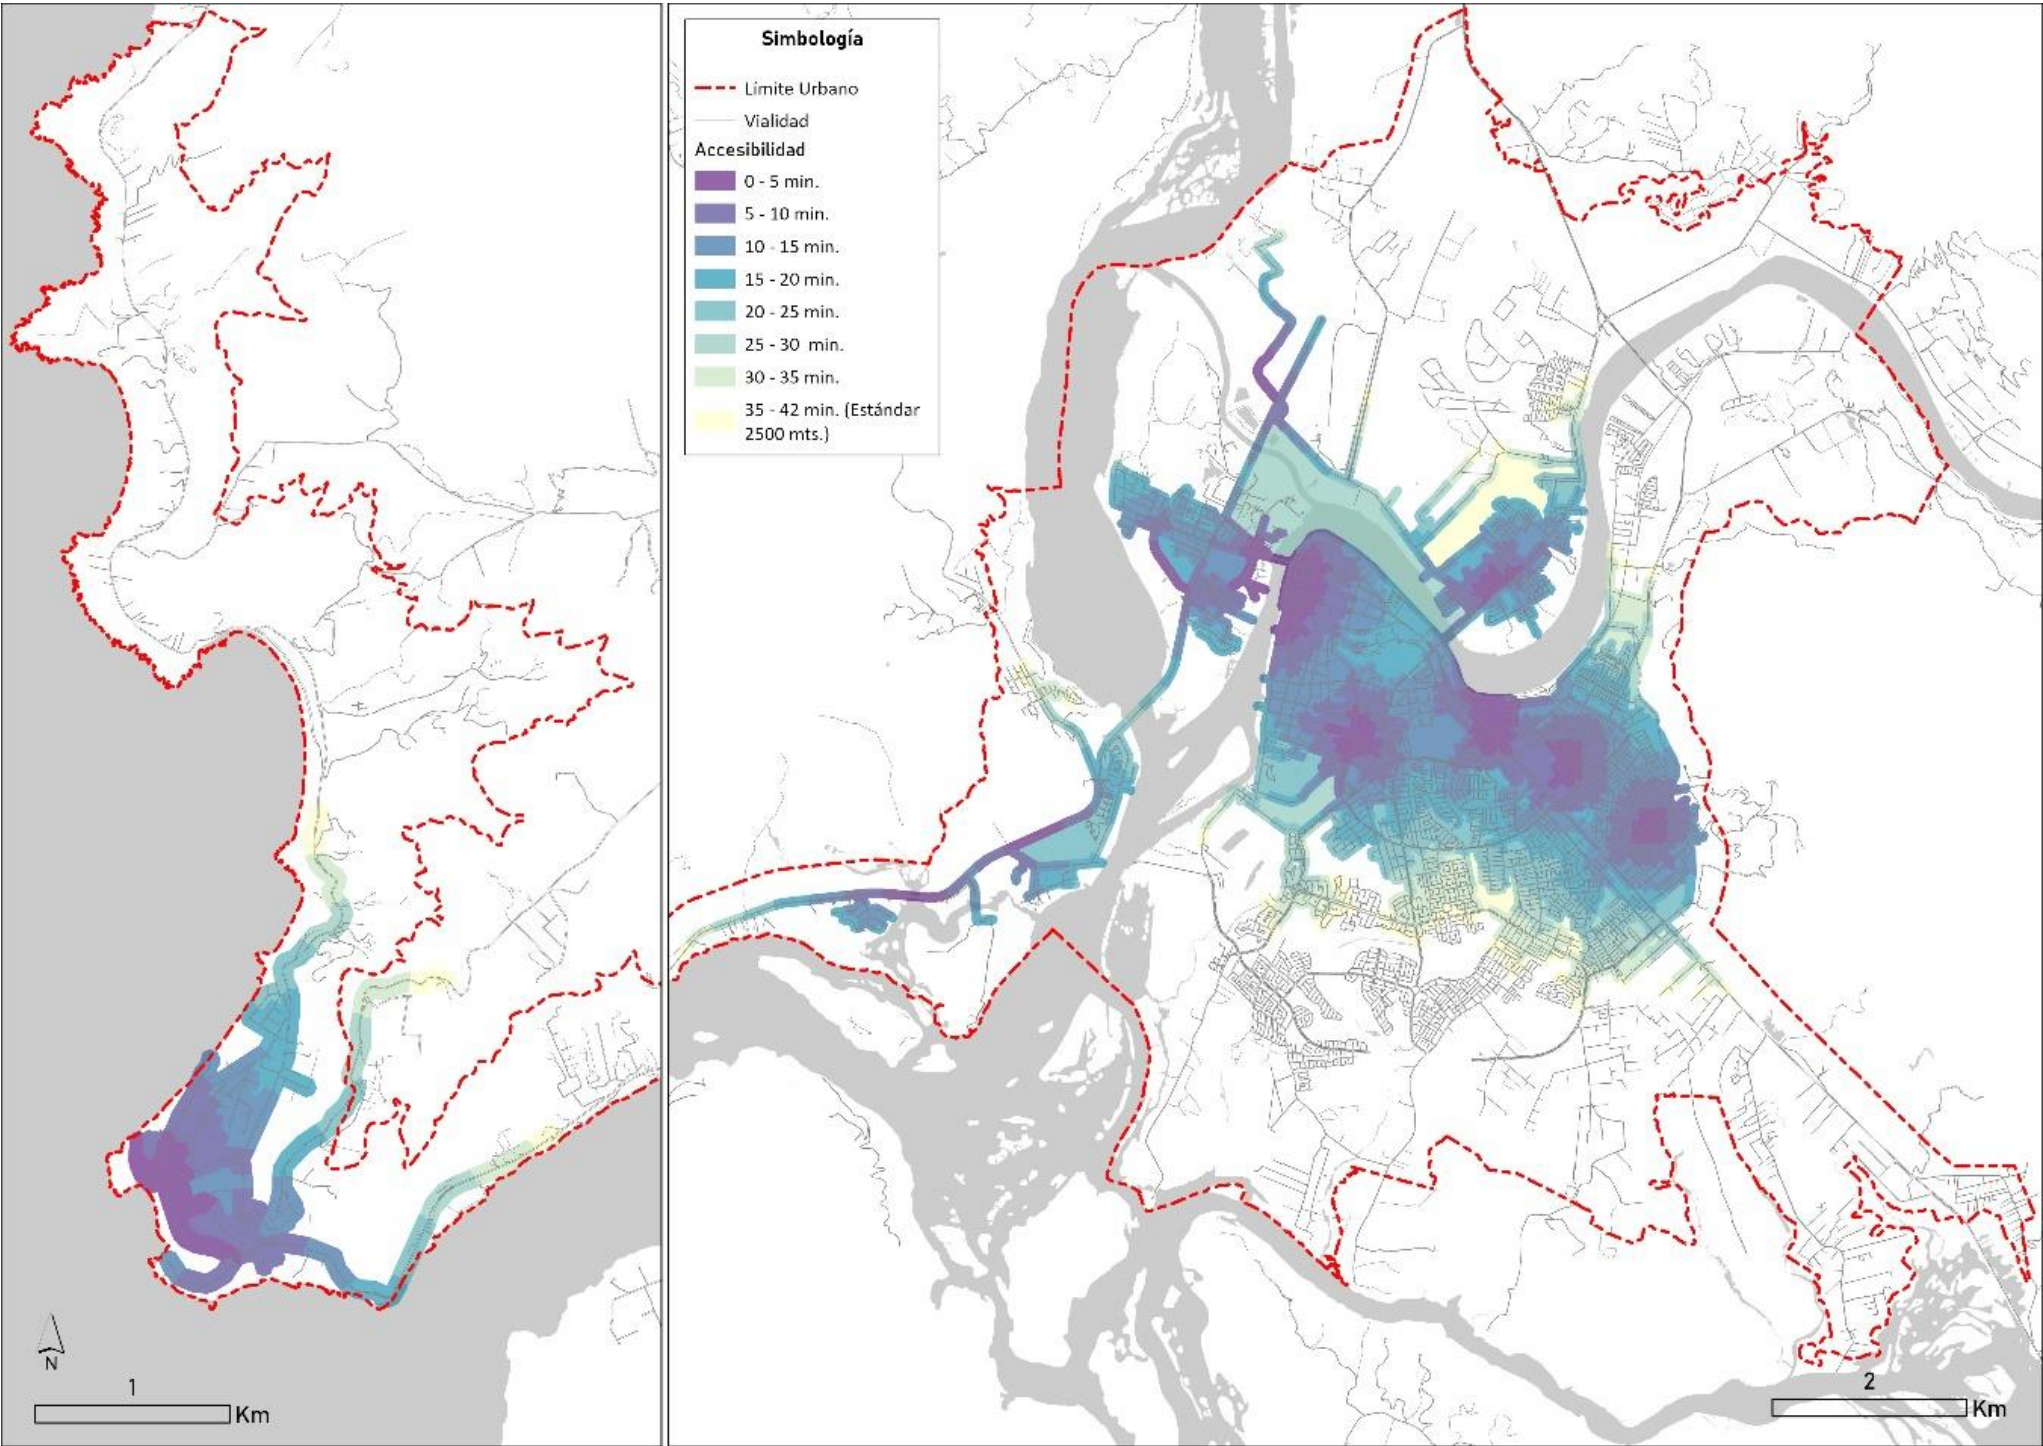 Simbología
Límite Urbano
Vialidad
Accesibilidad
0 - 5 min.
5 - 10 min.
10 - 15 min.
15 - 20 min.
20 - 25 min.
25 - 30 min.
30 - 35 min.
35 - 42 min. (Estándar
2500 mts.)
N
1
Km
2
Km